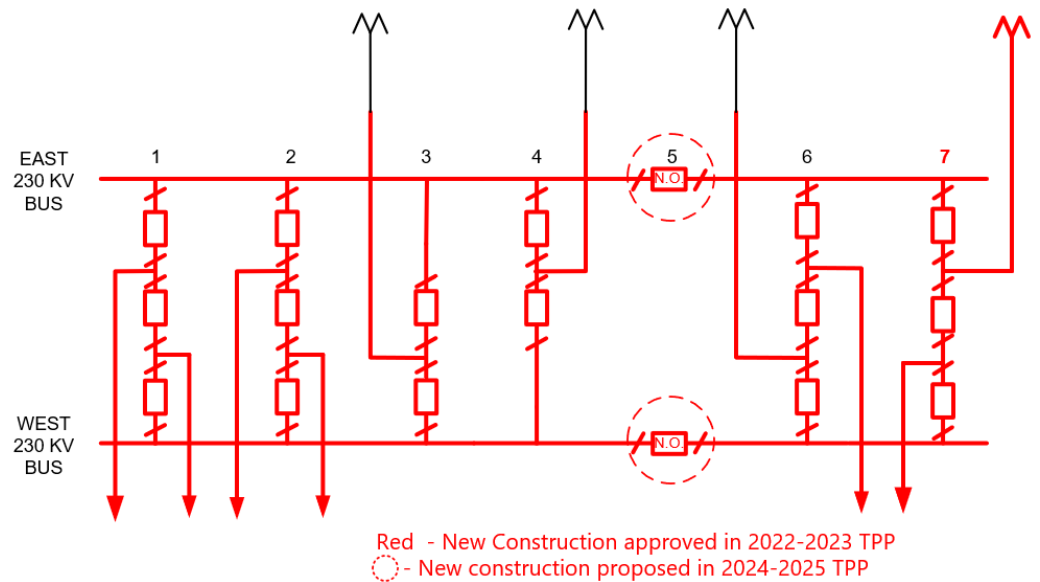 1 2 3 4 5 6 7
EAST
230 KV
BUS
N.O.
WEST
230 KV
BUS
N.O.
Red - New Construction approved in 2022-2023 TPP
- New construction proposed in 2024-2025 TPP